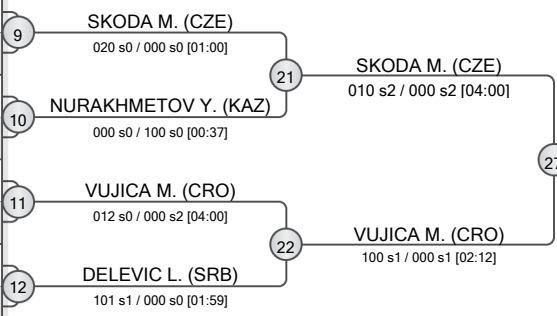 9
SKODA M. (CZE)
020 s0 / 000 s0 [01:00]
21
SKODA M. (CZE)
010 s2 / 000 s2 [04:00]
10
NURAKHMETOV Y. (KAZ)
000 s0 / 100 s0 [00:37]
27
11
VUJICA M. (CRO)
012 s0 / 000 s2 [04:00]
22
VUJICA M. (CRO)
100 s1 / 000 s1 [02:12]
12
DELEVIC L. (SRB)
101 s1 / 000 s0 [01:59]